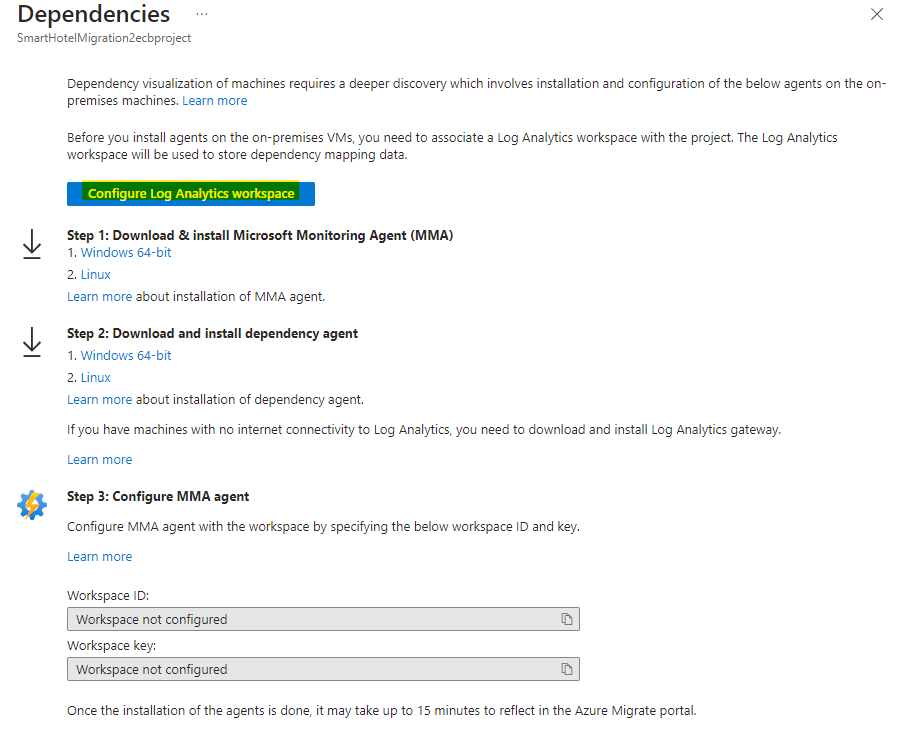 Dependencies ...
SmartHotelMigration2ecbproject
Dependency visualization of machines requires a deeper discovery which involves installation and configuration of the below agents on the on-
premises machines. Learn more
Before you install agents on the on-premises VMs, you need to associate a Log Analytics workspace with the project. The Log Analytics
workspace will be used to store dependency mapping data.
Configure Log Analytics workspace
Step 1: Download & install Microsoft Monitoring Agent (MMA)
1. Windows 64-bit
2. Linux
Learn more about installation of MMA agent.
Step 2: Download and install dependency agent
1. Windows 64-bit
2. Linux
Learn more about installation of dependency agent.
If you have machines with no internet connectivity to Log Analytics, you need to download and install Log Analytics gateway.
Learn more
Step 3: Configure MMA agent
Configure MMA agent with the workspace by specifying the below workspace ID and key.
Learn more
Workspace ID:
Workspace not configured
Workspace key:
Workspace not configured
Once the installation of the agents is done, it may take up to 15 minutes to reflect in the Azure Migrate portal.